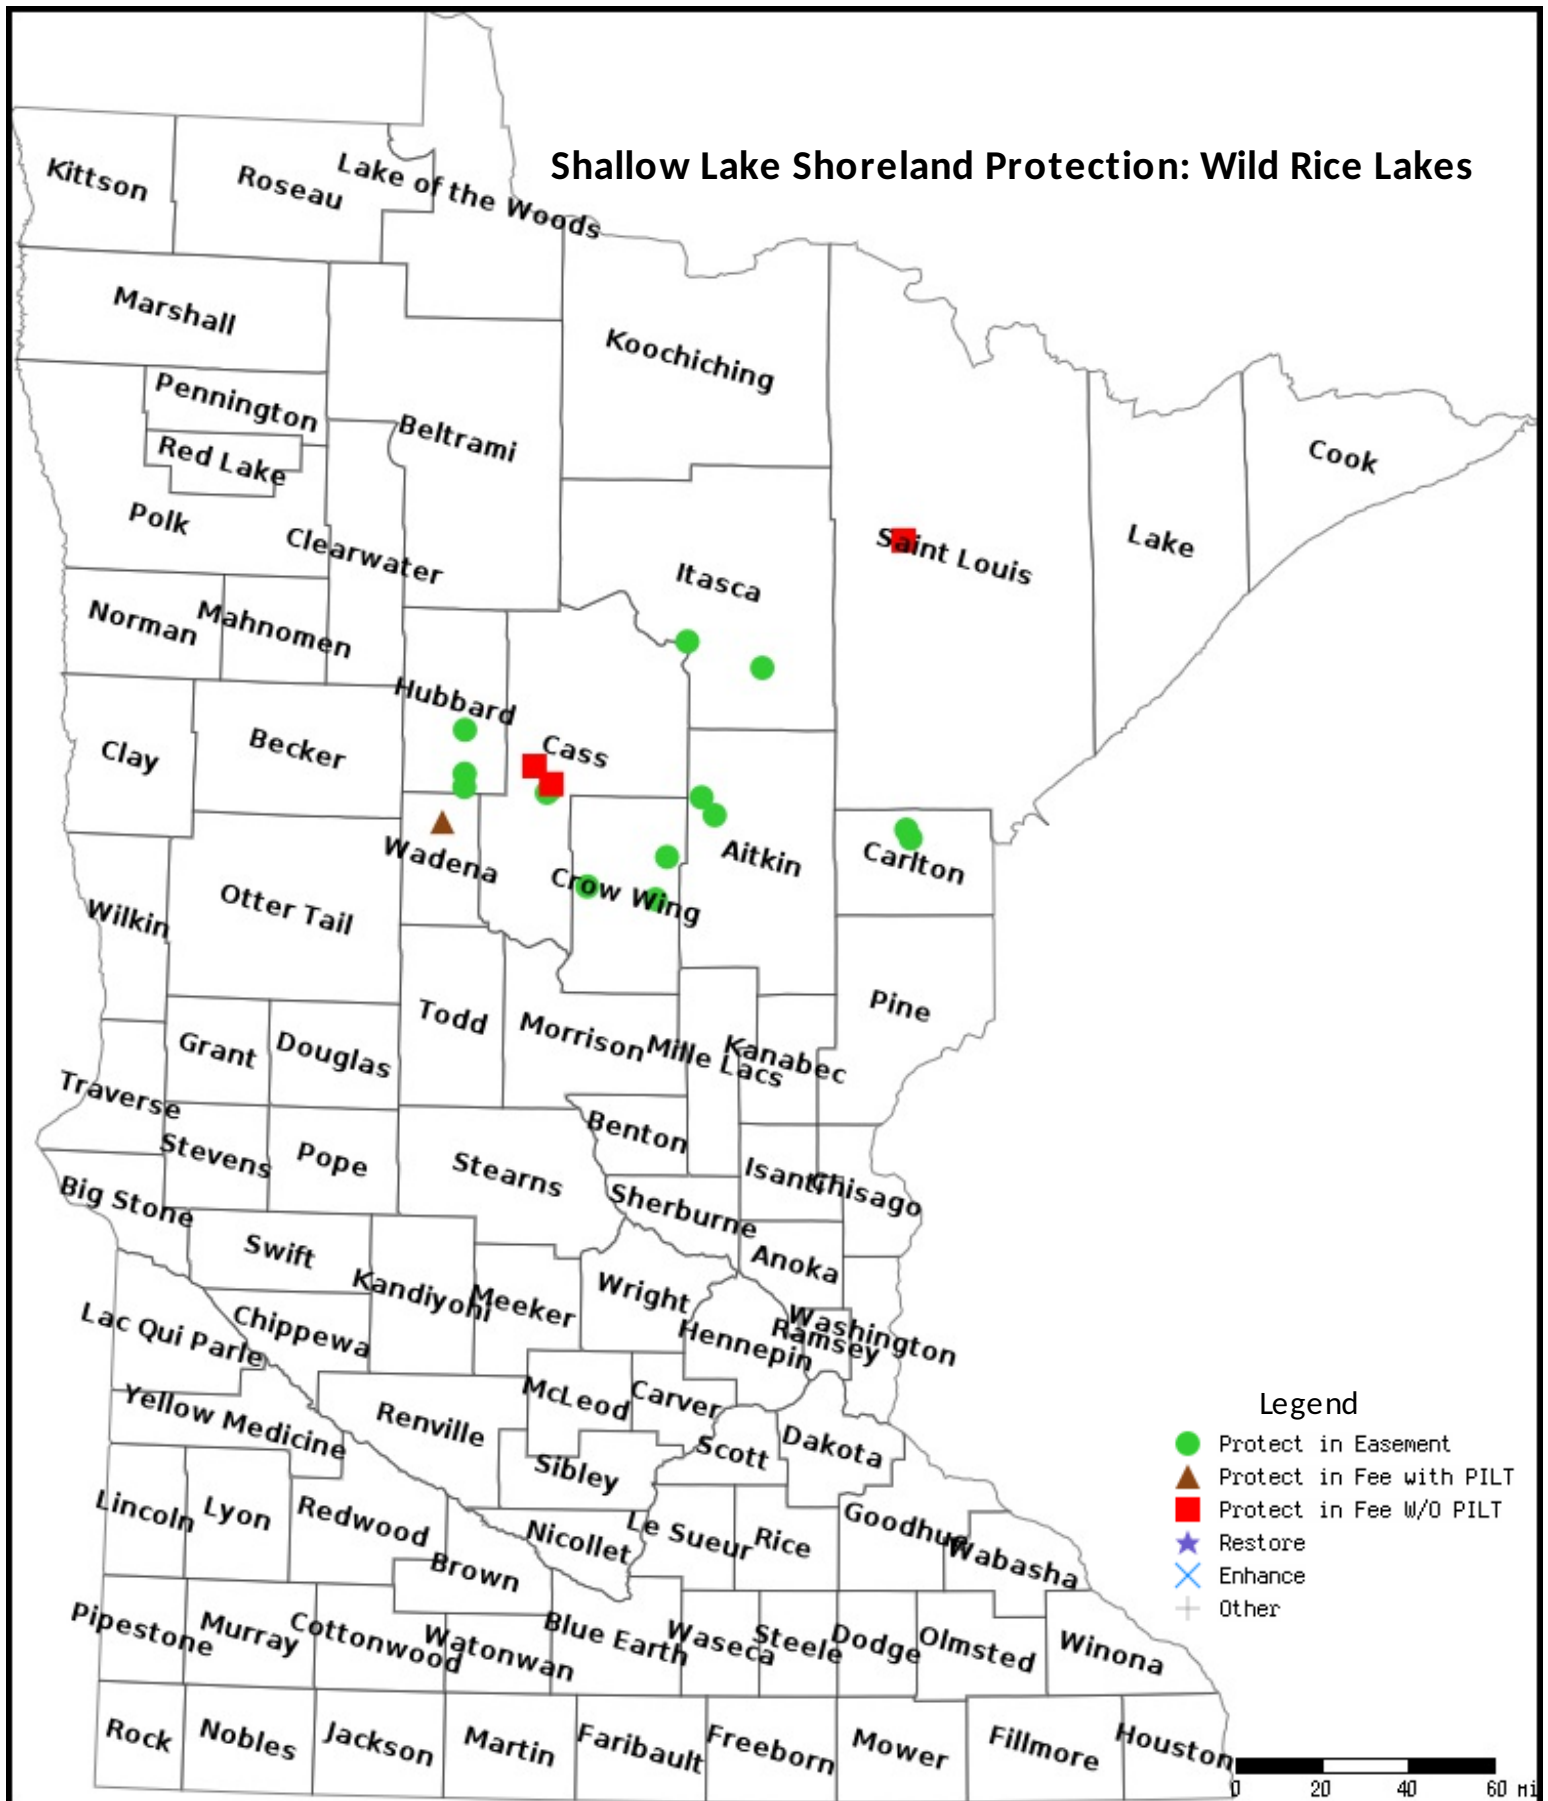 Shallow Lake Shoreland Protection: Wild Rice Lakes
Kittson
Roseau
Lake of the Woods
Marshall
Koochiching
Pennington
Beltrami
Red Lake
Cook
Polk
Clearwater
Saint Louis
Lake
Itasca
Norman
Mahnomen
Hubbard
Clay
Becker
Cass
Wadena
Aitkin
Carlton
Crow Wing
Wilkin
Otter Tail
Todd
Morrison
Pine
Grant
Douglas
Mille Lacs
Kanabec
Traverse
Stevens
Pope
Stearns
Benton
Isanti
Chisago
Big Stone
Sherburne
Swift
Anoka
Kandiyohi
Meeker
Wright
Lac Qui Parle
Chippewa
Hennepin
Ramsey
Washington
Yellow Medicine
Renville
McLeod
Carver
Scott
Dakota
Sibley
Lincoln
Lyon
Redwood
Nicollet
Le Sueur
Rice
Goodhue
Wabasha
Brown
Pipestone
Murray
Cottonwood
Watonwan
Blue Earth
Waseca
Steele
Dodge
Olmsted
Winona
Rock
Nobles
Jackson
Martin
Faribault
Freeborn
Mower
Fillmore
Houston
Legend
Protect in Easement
Protect in Fee with PILT
Protect in Fee W/O PILT
Restore
Enhance
Other
0 20 40 60 mi